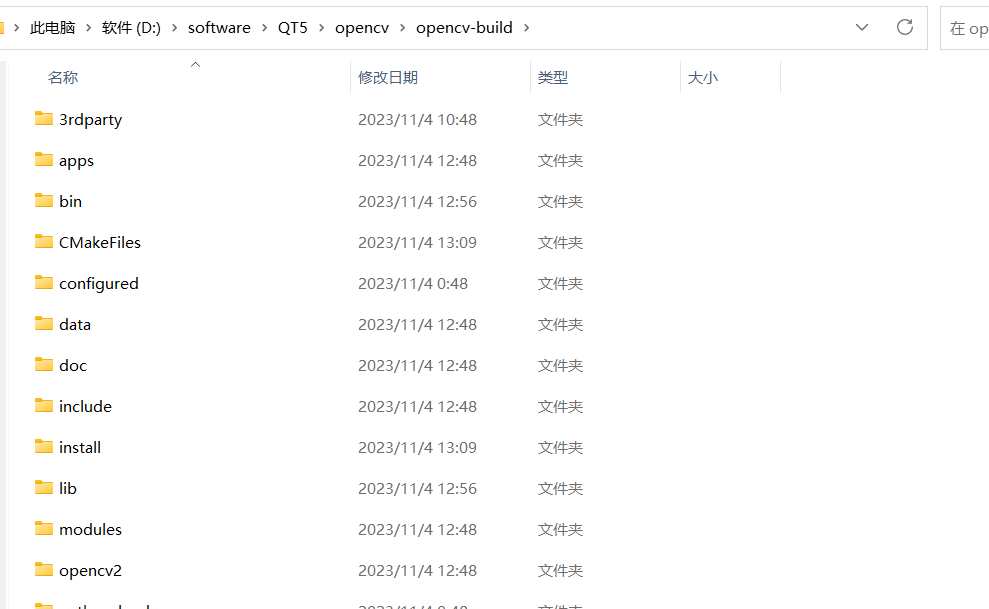 此电脑 > 软件 (D:) > software > QT5 > opencv > opencv-build >
在 op
名称 修改日期 类型 大小
3rdparty 2023/11/4 10:48 文件夹
apps 2023/11/4 12:48 文件夹
bin 2023/11/4 12:56 文件夹
CMakeFiles 2023/11/4 13:09 文件夹
configured 2023/11/4 0:48 文件夹
data 2023/11/4 12:48 文件夹
doc 2023/11/4 12:48 文件夹
include 2023/11/4 12:48 文件夹
install 2023/11/4 13:09 文件夹
lib 2023/11/4 12:56 文件夹
modules 2023/11/4 12:48 文件夹
opencv2 2023/11/4 12:48 文件夹